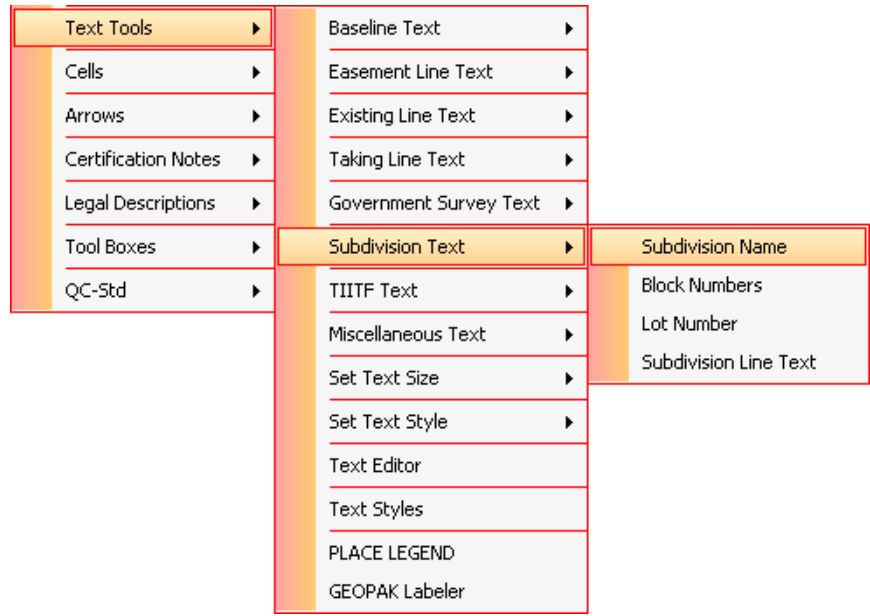 Text Tools
Cells
Arrows
Certification Notes
Legal Descriptions
Tool Boxes
QC-Std
Baseline Text
Easement Line Text
Existing Line Text
Taking Line Text
Government Survey Text
Subdivision Text
TIITF Text
Miscellaneous Text
Set Text Size
Set Text Style
Text Editor
Text Styles
PLACE LEGEND
GEOPAK Labeler
Subdivision Name
Block Numbers
Lot Number
Subdivision Line Text